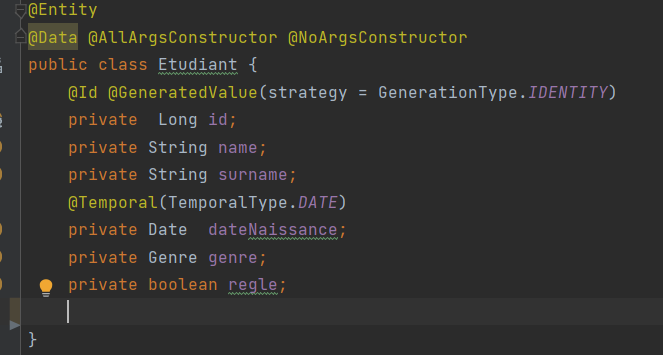 @Entity
@Data @AllArgsConstructor @NoArgsConstructor
public class Etudiant {
@Id @GeneratedValue(strategy = GenerationType.IDENTITY)
private  Long id;
private String name;
private String surname;
@Temporal(TemporalType.DATE)
private Date  dateNaissance;
private Genre genre;
private boolean regle;
}